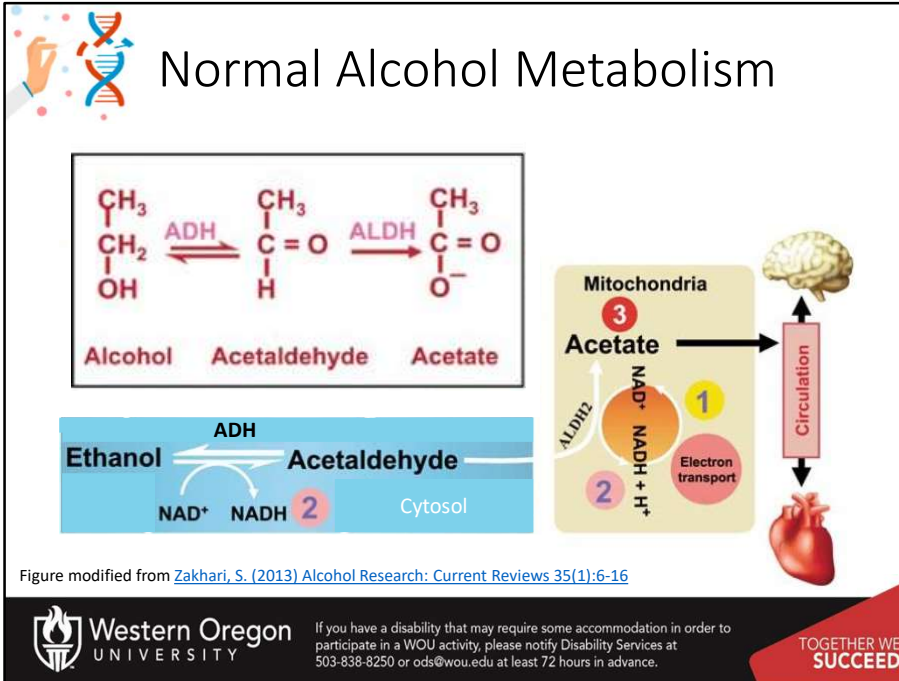 Normal Alcohol Metabolism
CH₃ CH₃ CH₃
ADH ALDH
CH₂ C = O C = O
OH H O⁻
Alcohol Acetaldehyde Acetate
ADH
Ethanol Acetaldehyde
NAD⁺ NADH 2 Cytosol
Mitochondria
3
Acetate
ALDH2
NAD⁺
NADH + H⁺
1
2
Electron
transport
Circulation
Figure modified from Zakhari, S. (2013) Alcohol Research: Current Reviews 35(1):6-16
Western Oregon
UNIVERSITY
If you have a disability that may require some accommodation in order to
participate in a WOU activity, please notify Disability Services at
503-838-8250 or ods@wou.edu at least 72 hours in advance.
TOGETHER WE
SUCCEED